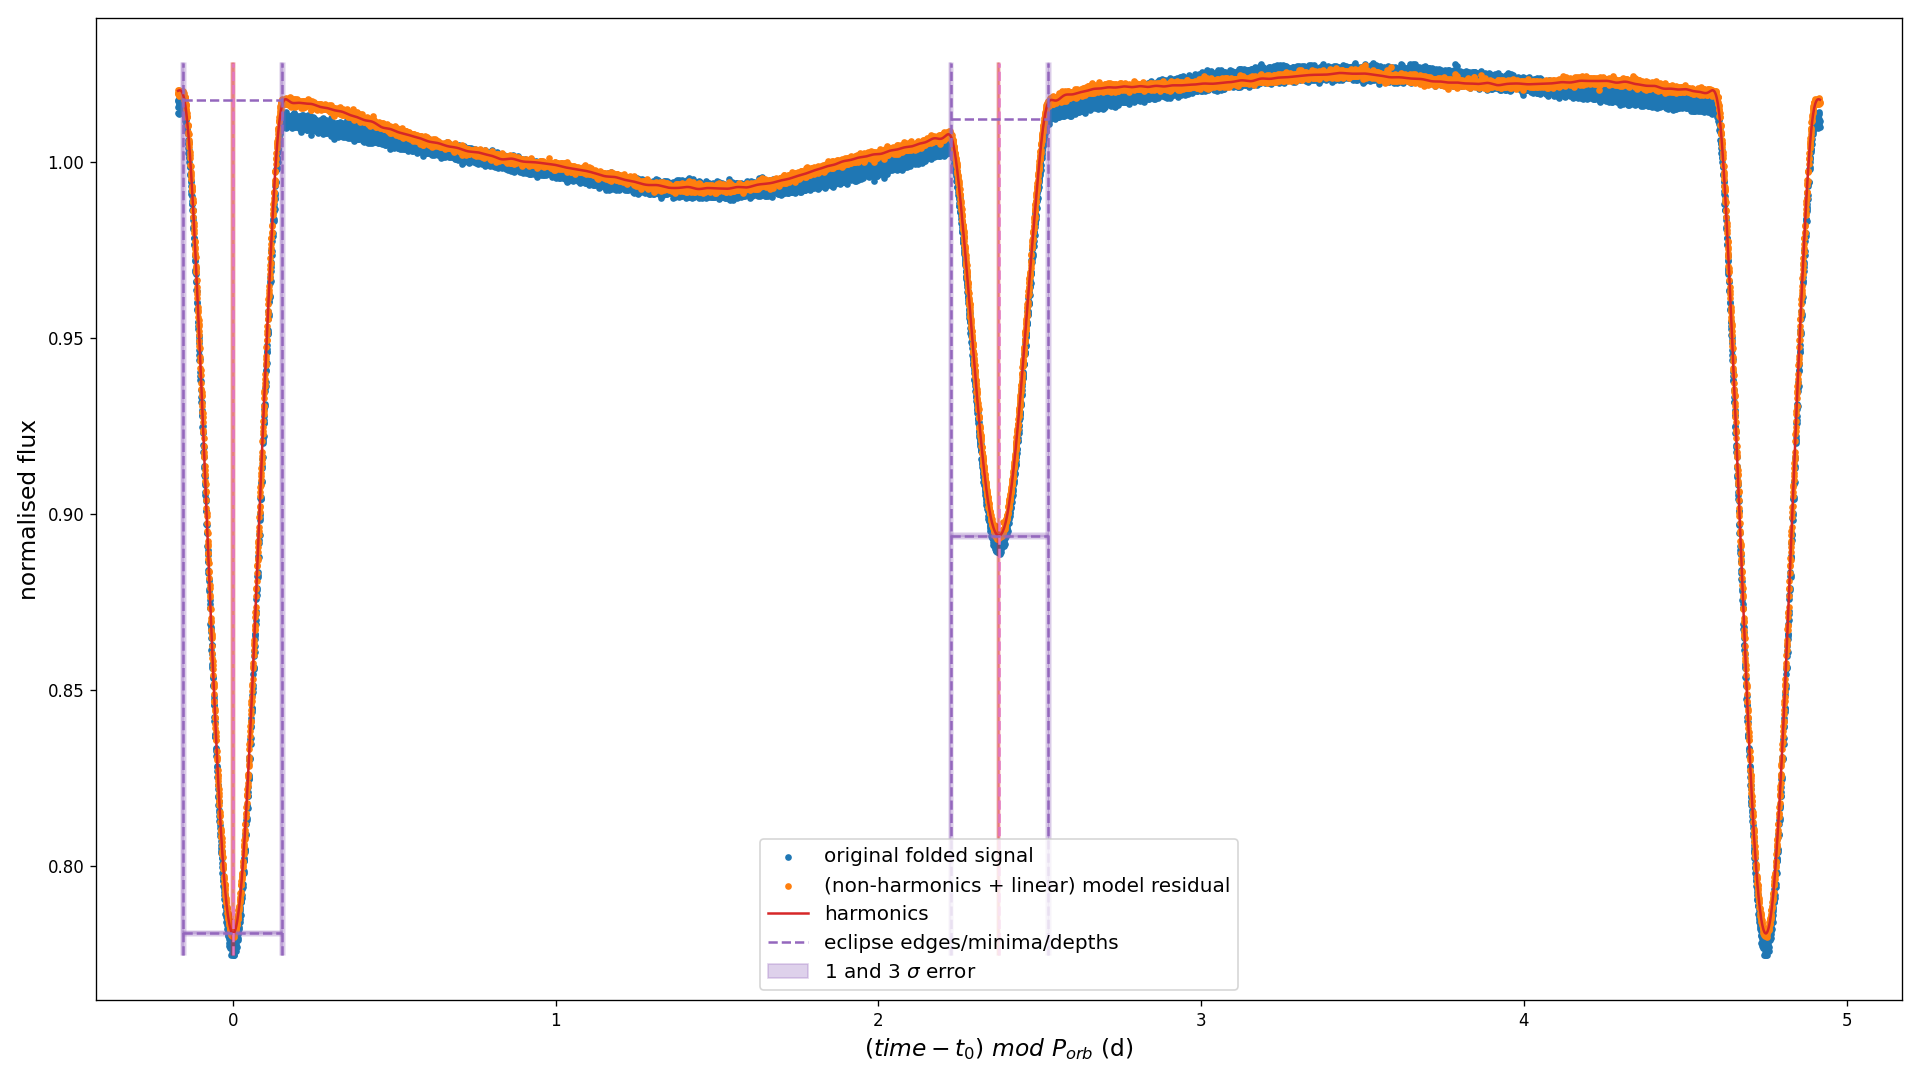 normalised flux
1.00
0.95
0.90
0.85
0.80
original folded signal
(non-harmonics + linear) model residual
harmonics
eclipse edges/minima/depths
1 and 3 σ error
0 1 2 3 4 5
(time − t₀) mod Pₒᵣᵦ (d)